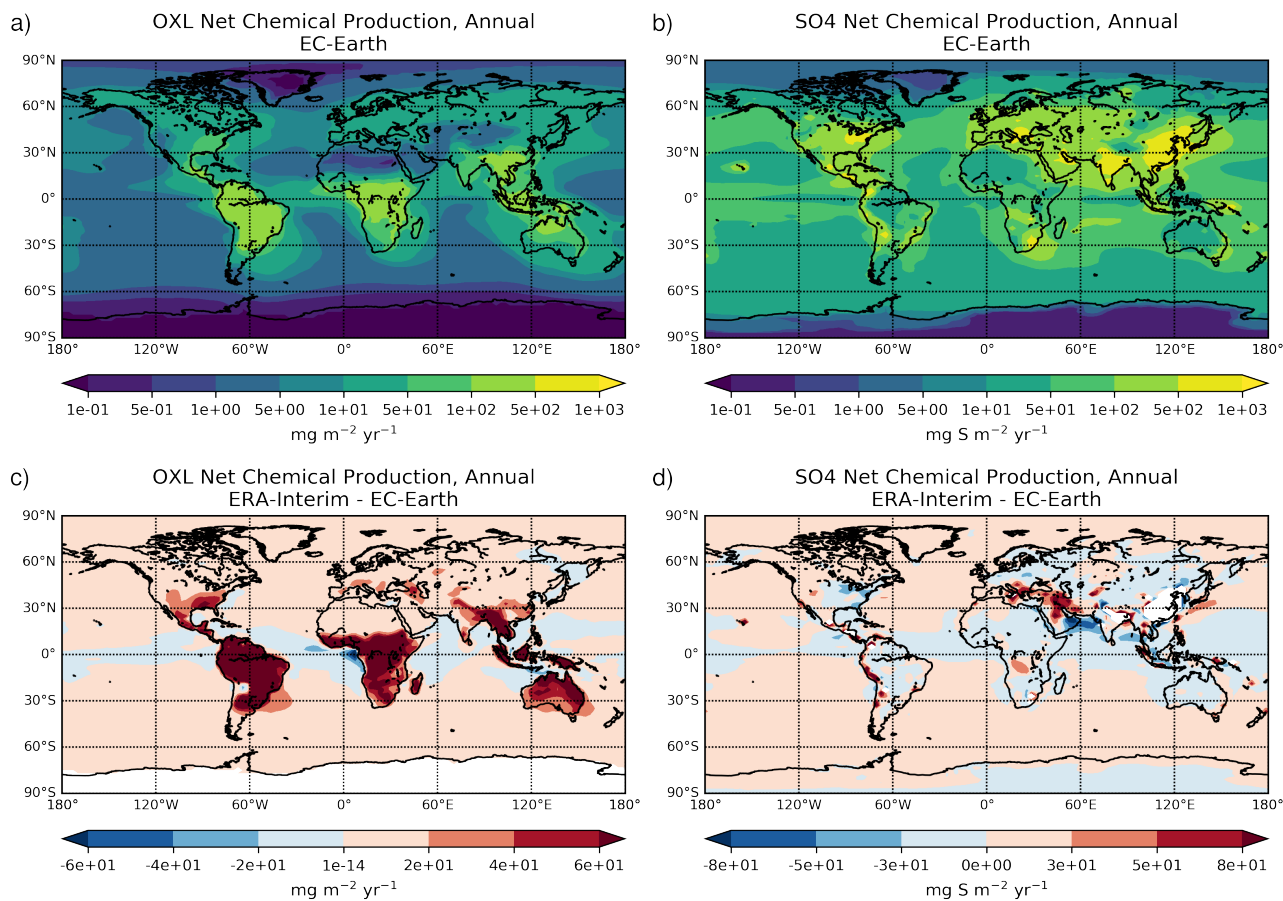 a)
OXL Net Chemical Production, Annual
EC-Earth
90°N
60°N
30°N
0°
30°S
60°S
90°S
180°
120°W
60°W
0°
60°E
120°E
180°
1e-01
5e-01
1e+00
5e+00
1e+01
5e+01
1e+02
5e+02
1e+03
mg m⁻² yr⁻¹
b)
SO4 Net Chemical Production, Annual
EC-Earth
90°N
60°N
30°N
0°
30°S
60°S
90°S
180°
120°W
60°W
0°
60°E
120°E
180°
1e-01
5e-01
1e+00
5e+00
1e+01
5e+01
1e+02
5e+02
1e+03
mg S m⁻² yr⁻¹
c)
OXL Net Chemical Production, Annual
ERA-Interim - EC-Earth
90°N
60°N
30°N
0°
30°S
60°S
90°S
180°
120°W
60°W
0°
60°E
120°E
180°
-6e+01
-4e+01
-2e+01
1e-14
2e+01
4e+01
6e+01
mg m⁻² yr⁻¹
d)
SO4 Net Chemical Production, Annual
ERA-Interim - EC-Earth
90°N
60°N
30°N
0°
30°S
60°S
90°S
180°
120°W
60°W
0°
60°E
120°E
180°
-8e+01
-5e+01
-3e+01
0e+00
3e+01
5e+01
8e+01
mg S m⁻² yr⁻¹